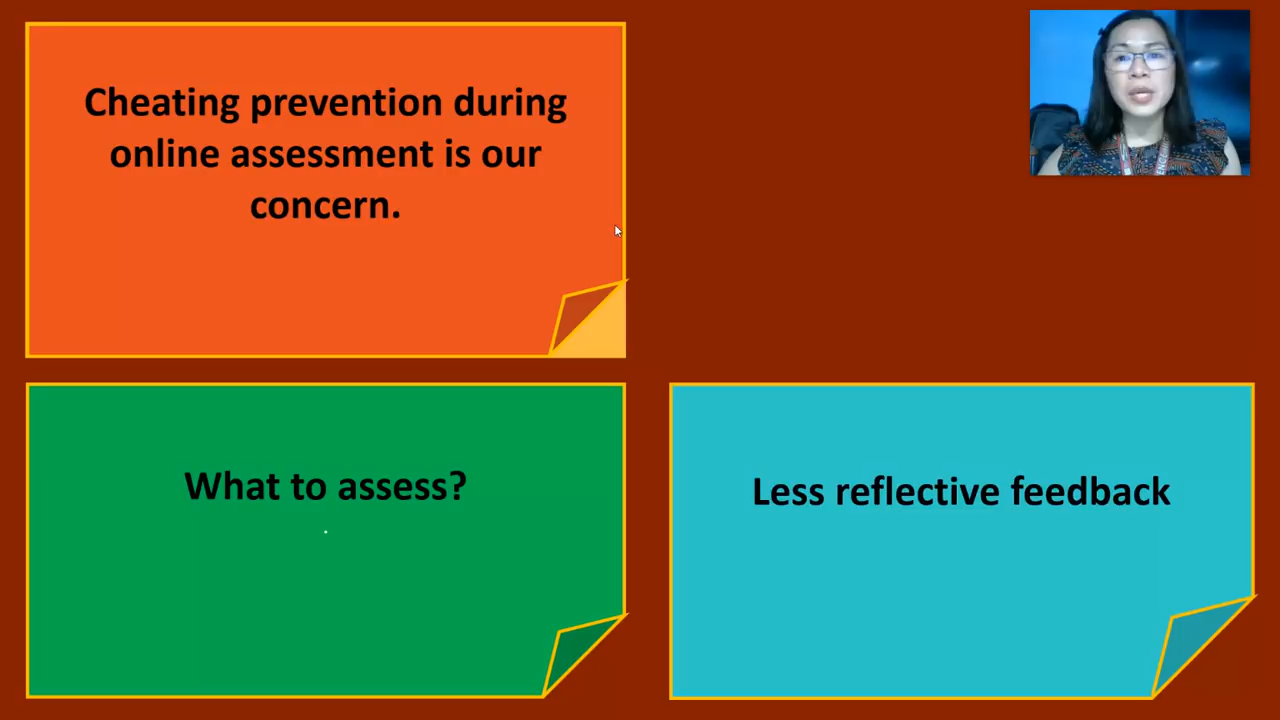 Cheating prevention during
online assessment is our
concern.
What to assess?
.
Less reflective feedback